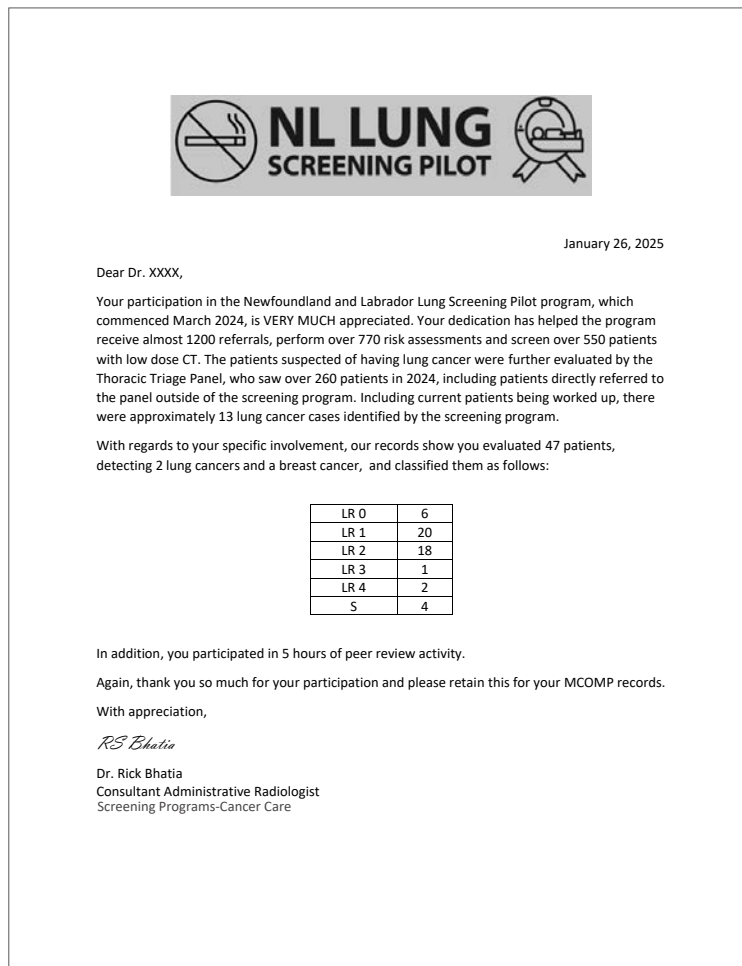 NL LUNG
SCREENING PILOT
January 26, 2025
Dear Dr. XXXX,
Your participation in the Newfoundland and Labrador Lung Screening Pilot program, which
commenced March 2024, is VERY MUCH appreciated. Your dedication has helped the program
receive almost 1200 referrals, perform over 770 risk assessments and screen over 550 patients
with low dose CT. The patients suspected of having lung cancer were further evaluated by the
Thoracic Triage Panel, who saw over 260 patients in 2024, including patients directly referred to
the panel outside of the screening program. Including current patients being worked up, there
were approximately 13 lung cancer cases identified by the screening program.
With regards to your specific involvement, our records show you evaluated 47 patients,
detecting 2 lung cancers and a breast cancer, and classified them as follows:
LR 0 6
LR 1 20
LR 2 18
LR 3 1
LR 4 2
S 4
In addition, you participated in 5 hours of peer review activity.
Again, thank you so much for your participation and please retain this for your MCOMP records.
With appreciation,
RS Bhatia
Dr. Rick Bhatia
Consultant Administrative Radiologist
Screening Programs-Cancer Care